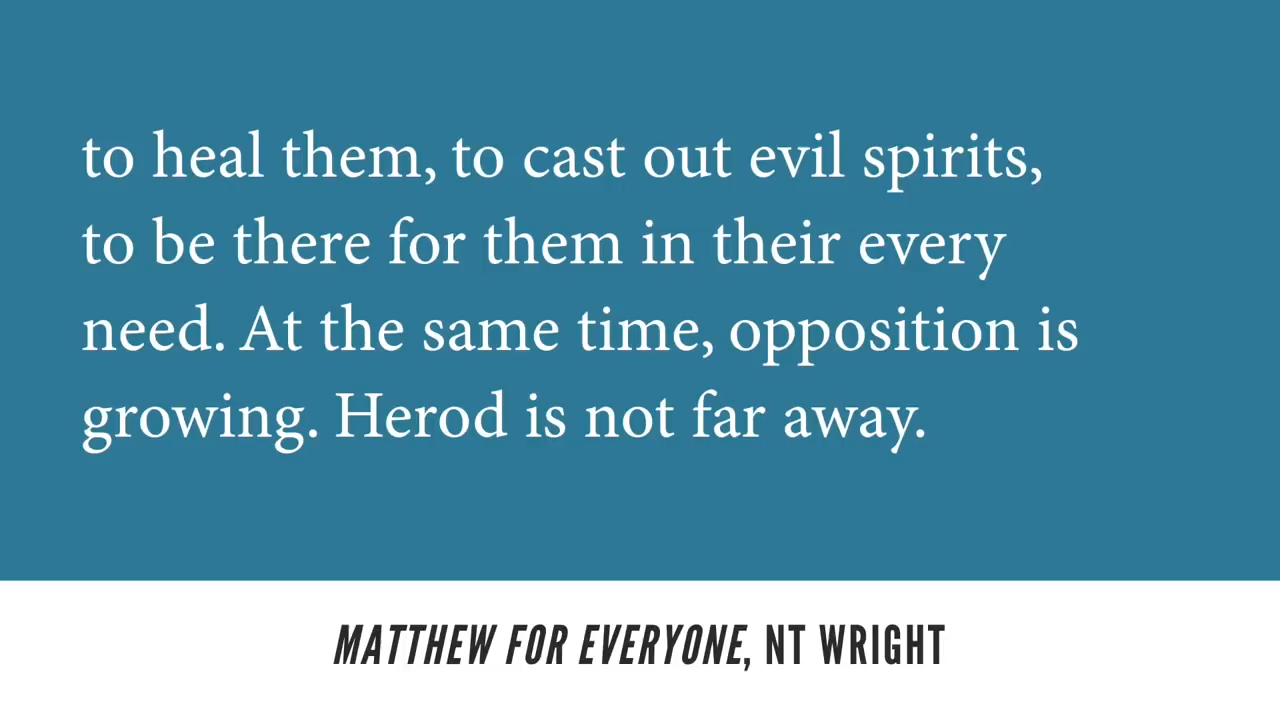 to heal them, to cast out evil spirits,
to be there for them in their every
need. At the same time, opposition is
growing. Herod is not far away.
MATTHEW FOR EVERYONE, NT WRIGHT